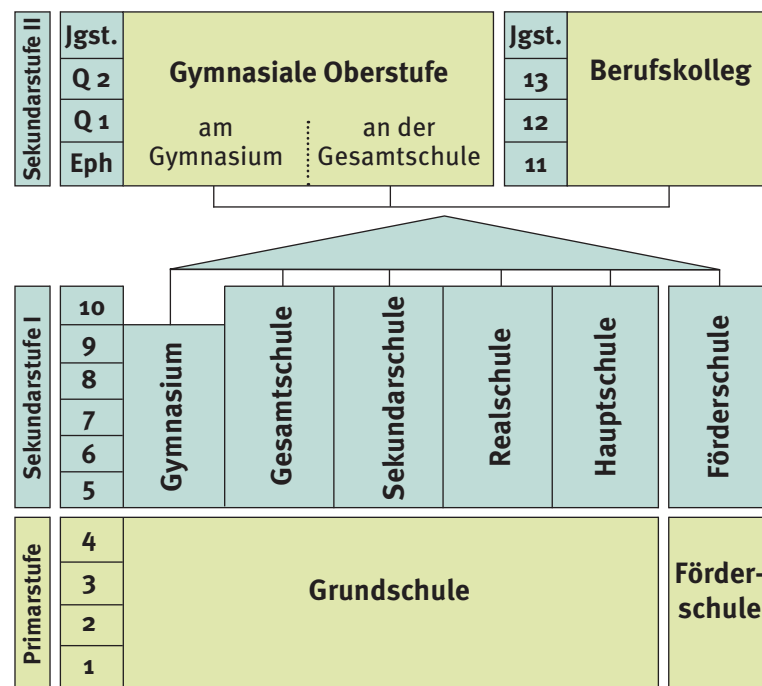 Sekundarstufe II
Jgst.
Q 2
Q 1
Eph
Gymnasiale Oberstufe
am
Gymnasium
an der
Gesamtschule
Jgst.
13
12
11
Berufskolleg
Sekundarstufe I
10
9
8
7
6
5
Gymnasium
Gesamtschule
Sekundarschule
Realschule
Hauptschule
Förderschule
Primarstufe
4
3
2
1
Grundschule
Förder-
schule